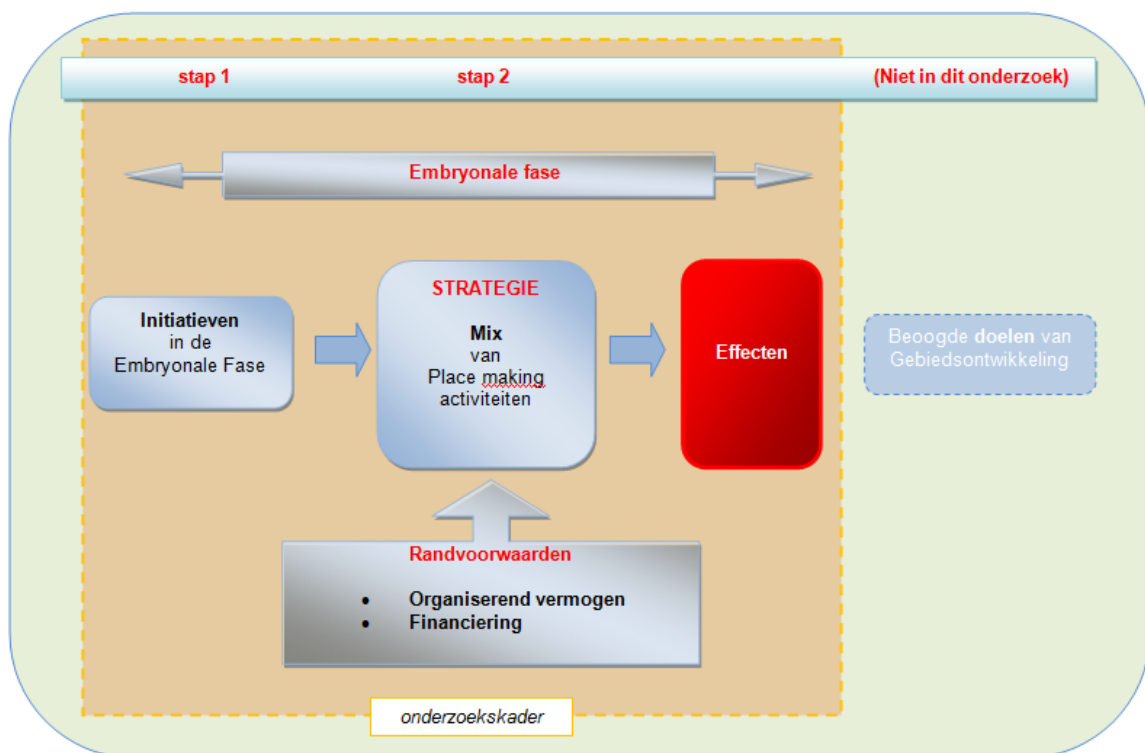 stap 1
stap 2
(Niet in dit onderzoek)
Embryonale fase
Initiatieven
in de
Embryonale Fase
STRATEGIE
Mix
van
Place making
activiteiten
Effecten
Beoogde doelen van
Gebiedsontwikkeling
Randvoorwaarden
• Organiserend vermogen
• Financiering
onderzoekskader